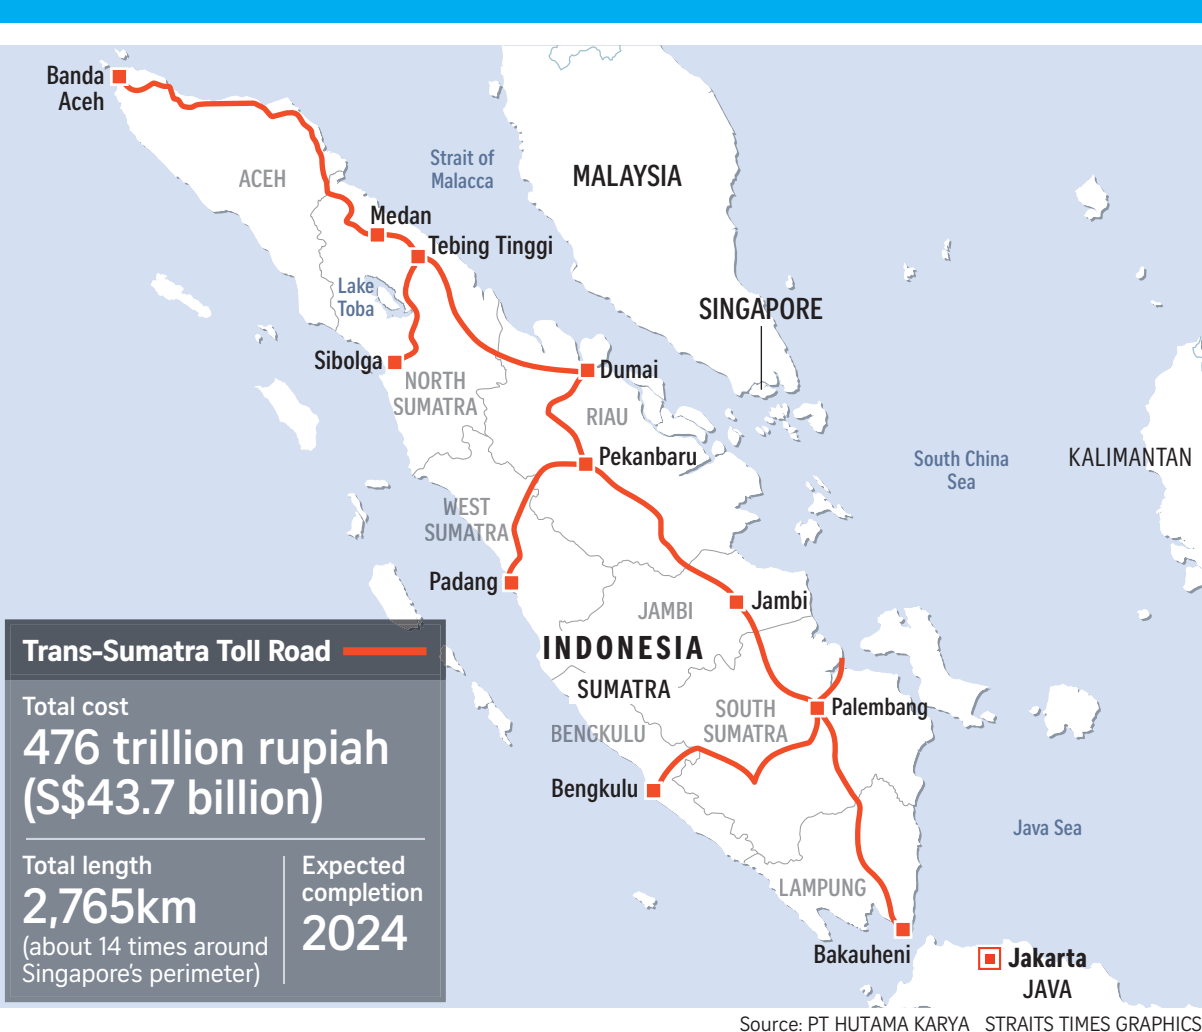 Banda
Aceh
ACEH
Strait of
Malacca
MALAYSIA
Medan
Tebing Tinggi
Lake
Toba
SINGAPORE
Sibolga
Dumai
NORTH
SUMATRA
RIAU
Pekanbaru
South China
Sea
KALIMANTAN
WEST
SUMATRA
Padang
JAMBI
Jambi
INDONESIA
SUMATRA
SOUTH
SUMATRA
Palembang
BENGKULU
Bengkulu
Java Sea
LAMPUNG
Bakauheni
Jakarta
JAVA
Trans-Sumatra Toll Road
Total cost
476 trillion rupiah
(S$43.7 billion)
Total length
2,765km
(about 14 times around
Singapore's perimeter)
Expected
completion
2024
Source: PT HUTAMA KARYA STRAITS TIMES GRAPHICS